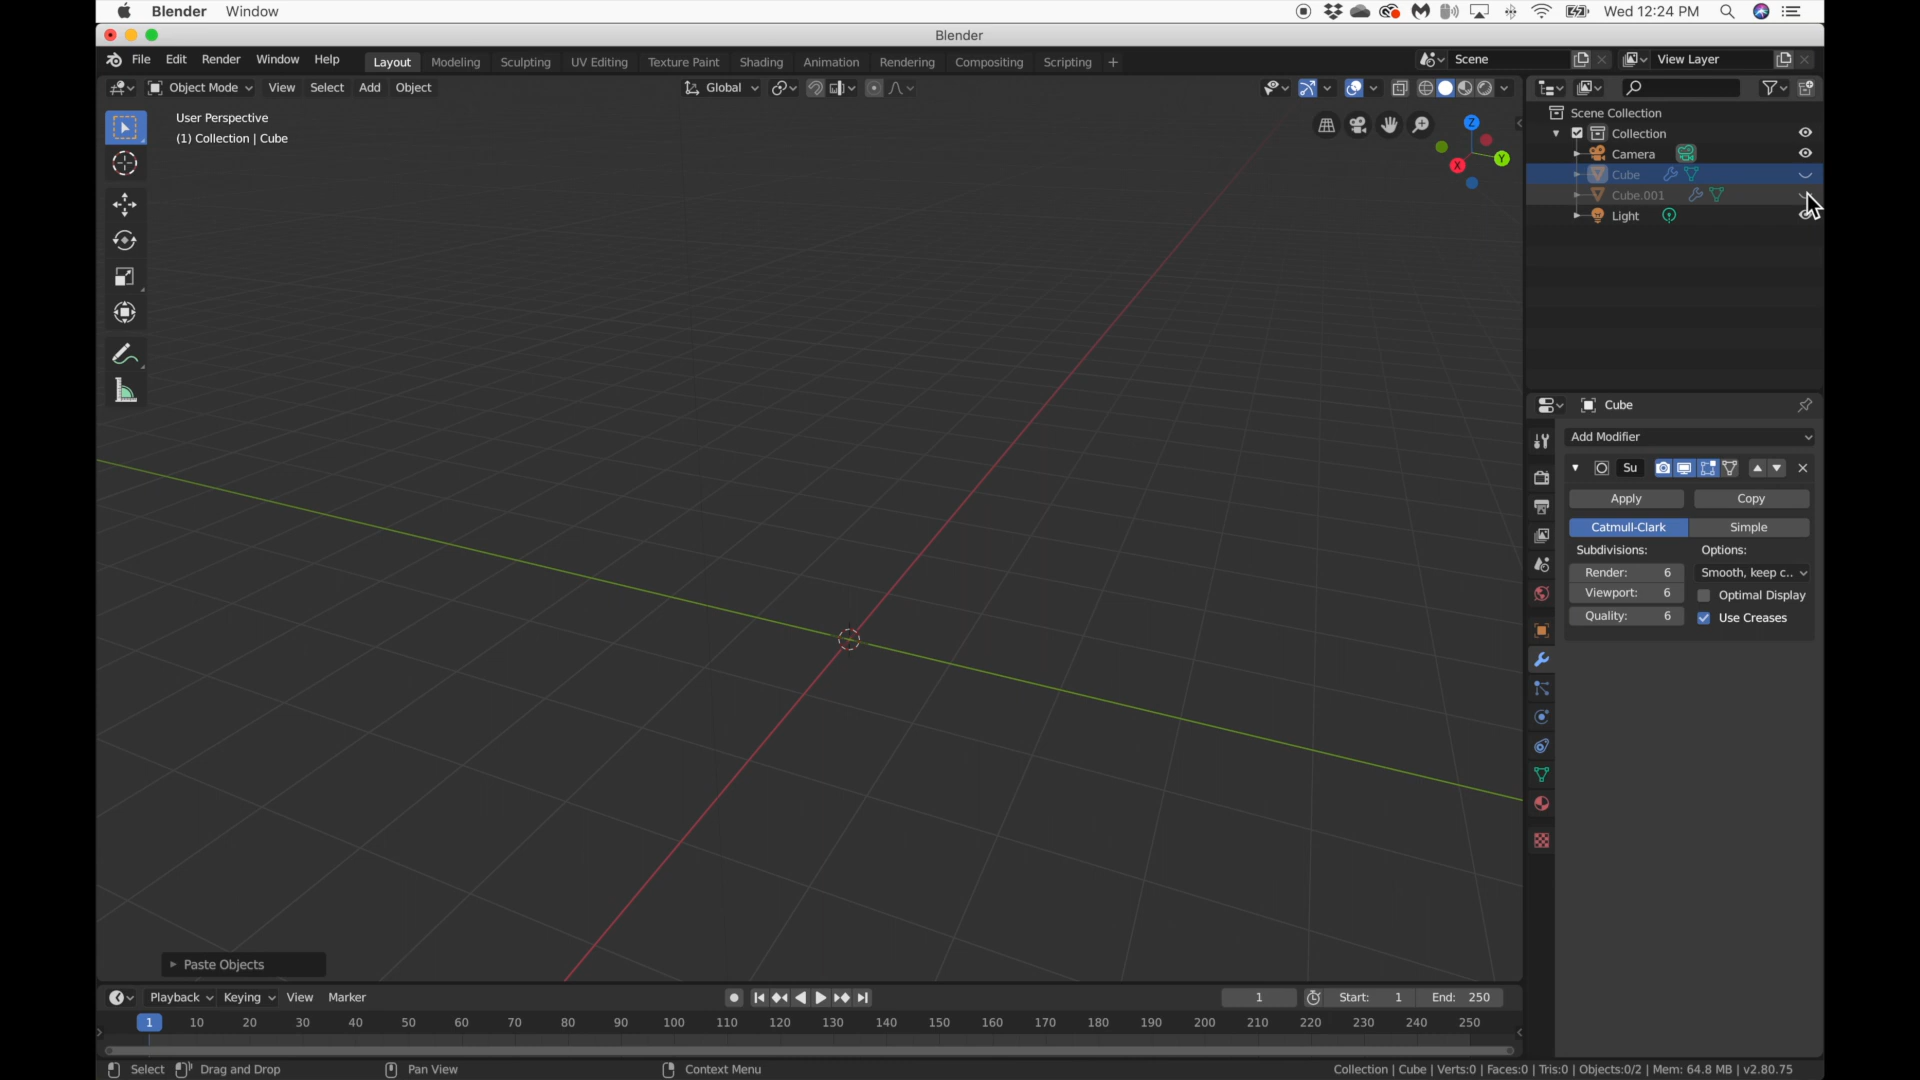 Blender Window Wed 12:24 PM
Blender
File Edit Render Window Help Layout Modeling Sculpting UV Editing Texture Paint Shading Animation Rendering Compositing Scripting + Scene View Layer
Object Mode View Select Add Object Global
User Perspective
(1) Collection | Cube
Z
Y
X
Scene Collection
Collection
Camera
Cube
Cube.001
Light
Cube
Add Modifier
Su
Apply Copy
Catmull-Clark Simple
Subdivisions: Options:
Render: 6 Smooth, keep c..
Viewport: 6 Optimal Display
Quality: 6 Use Creases
Paste Objects
Playback Keying View Marker 1 Start: 1 End: 250
1 10 20 30 40 50 60 70 80 90 100 110 120 130 140 150 160 170 180 190 200 210 220 230 240 250
Select Drag and Drop Pan View Context Menu Collection | Cube | Verts:0 | Faces:0 | Tris:0 | Objects:0/2 | Mem: 64.8 MB | v2.80.75